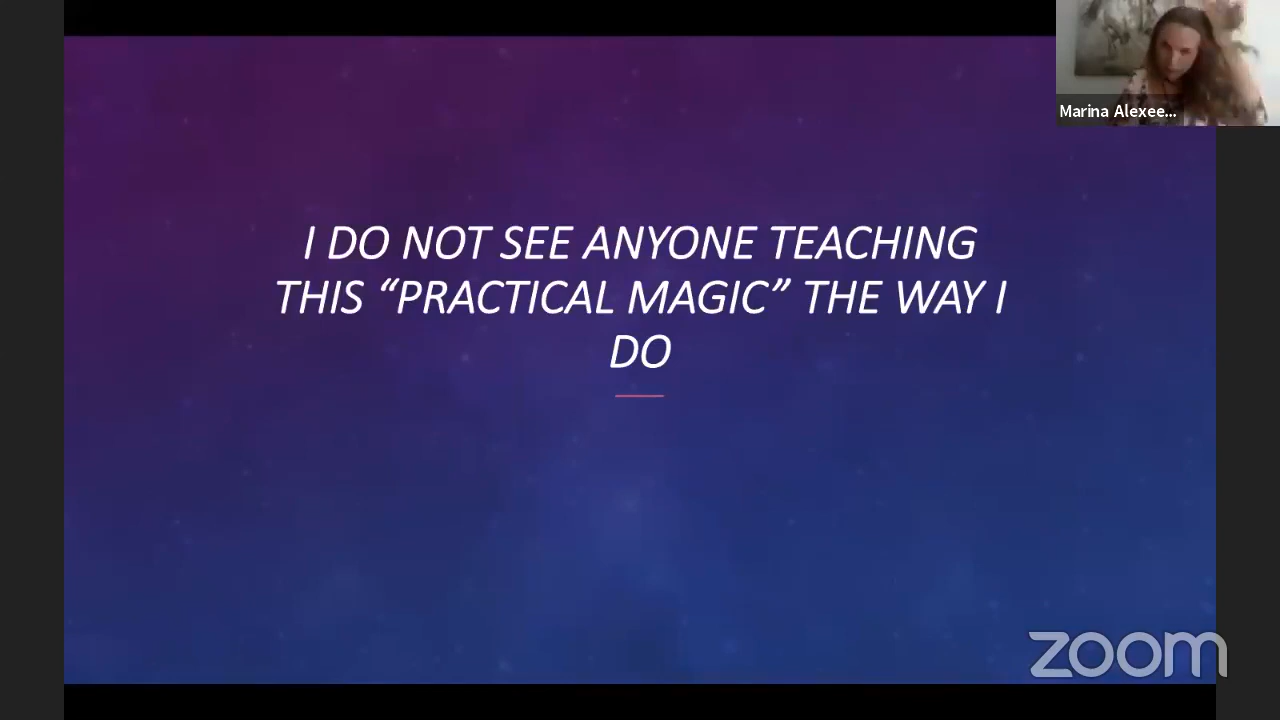 Marina Alexee...
I DO NOT SEE ANYONE TEACHING
THIS “PRACTICAL MAGIC” THE WAY I
DO
zoom